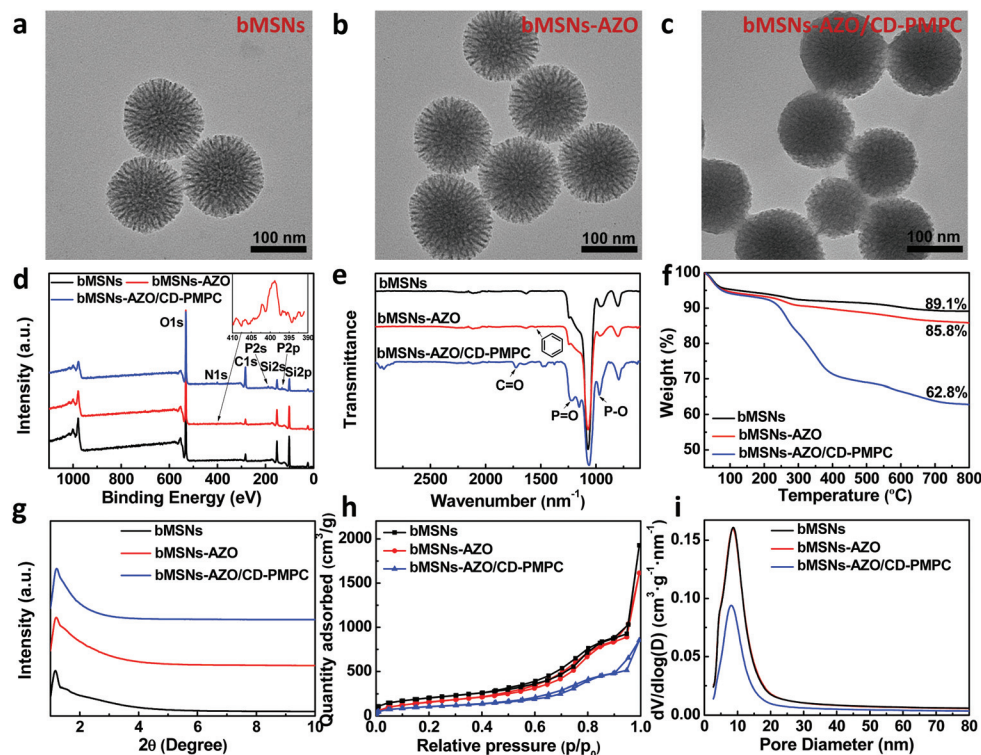 a
bMSNs
100 nm
b
bMSNs-AZO
100 nm
c
bMSNs-AZO/CD-PMPC
100 nm
d
bMSNs
bMSNs-AZO
bMSNs-AZO/CD-PMPC
410 405 400 395 390
O1s
N1s
C1s
P2s
Si2s
P2p
Si2p
Intensity (a.u.)
1000 800 600 400 200 0
Binding Energy (eV)
e
bMSNs
bMSNs-AZO
bMSNs-AZO/CD-PMPC
C=O
P=O
P-O
Transmittance
3000 2000 1000
Wavenumber (nm⁻¹)
f
100
90
80
70
60
50
Weight (%)
89.1%
85.8%
62.8%
bMSNs
bMSNs-AZO
bMSNs-AZO/CD-PMPC
100 200 300 400 500 600 700 800
Temperature (°C)
g
bMSNs
bMSNs-AZO
bMSNs-AZO/CD-PMPC
Intensity (a.u.)
2 4 6 8 10
2θ (Degree)
h
bMSNs
bMSNs-AZO
bMSNs-AZO/CD-PMPC
2000
1500
1000
500
0
Quantity adsorbed (cm³/g)
0.0 0.2 0.4 0.6 0.8 1.0
Relative pressure (p/p₀)
i
bMSNs
bMSNs-AZO
bMSNs-AZO/CD-PMPC
0.15
0.10
0.05
0.00
dV/dlog(D) (cm³·g⁻¹·nm⁻¹)
0 10 20 30 40 50 60 70 80
Pore Diameter (nm)